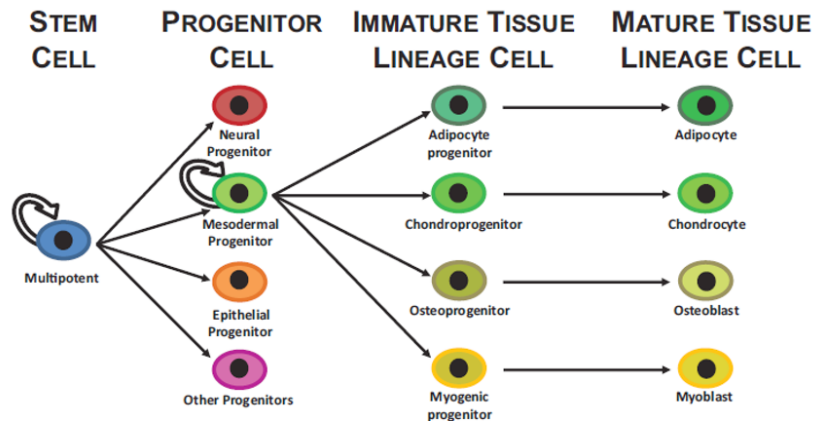 STEM
CELL
PROGENITOR
CELL
IMMATURE TISSUE
LINEAGE CELL
MATURE TISSUE
LINEAGE CELL
Multipotent
Neural
Progenitor
Mesodermal
Progenitor
Epithelial
Progenitor
Other Progenitors
Adipocyte
progenitor
Chondroprogenitor
Osteoprogenitor
Myogenic
progenitor
Adipocyte
Chondrocyte
Osteoblast
Myoblast